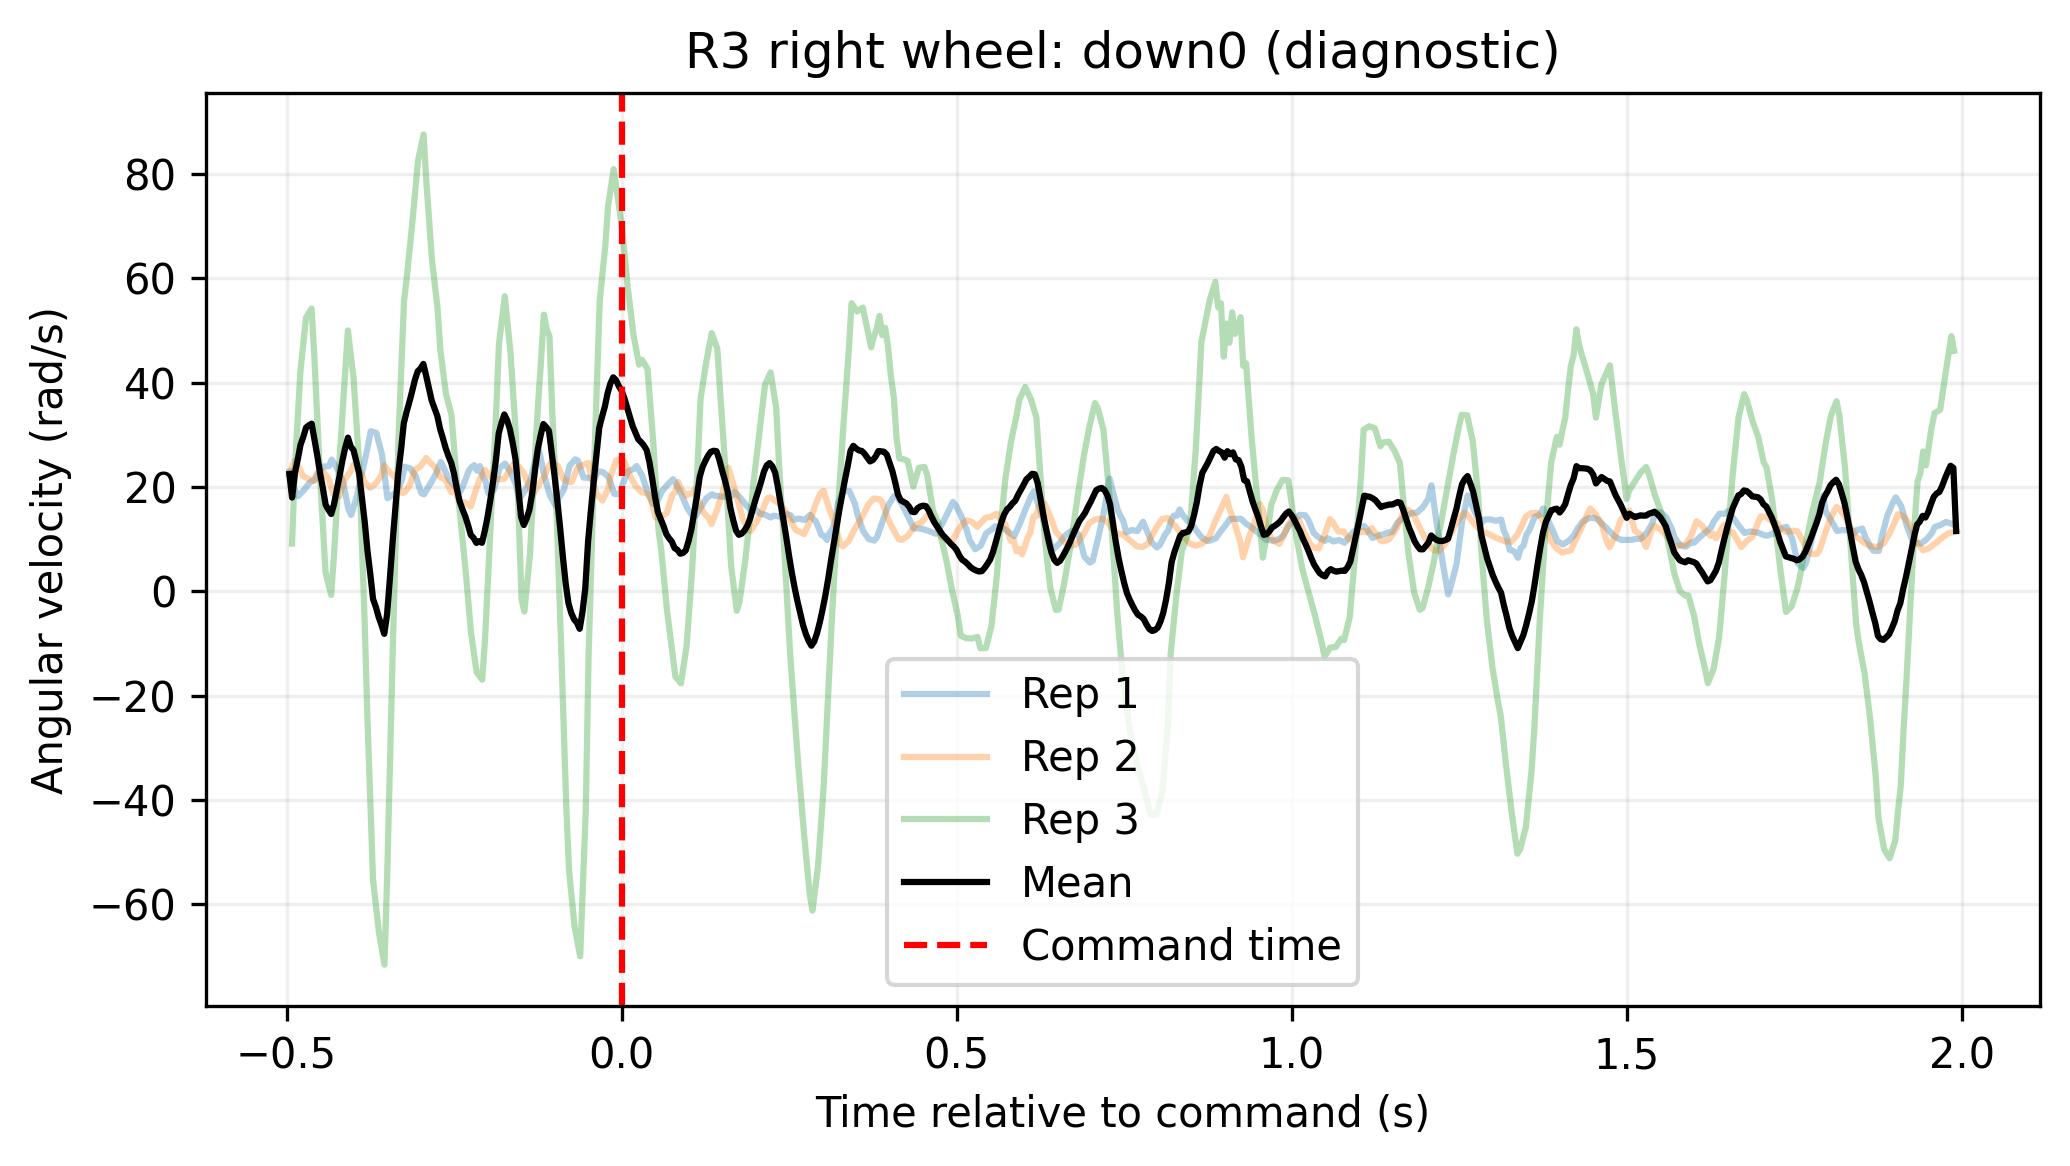 R3 right wheel: down0 (diagnostic)
Angular velocity (rad/s)
80
60
40
20
0
−20
−40
−60
Rep 1
Rep 2
Rep 3
Mean
Command time
−0.5 0.0 0.5 1.0 1.5 2.0
Time relative to command (s)